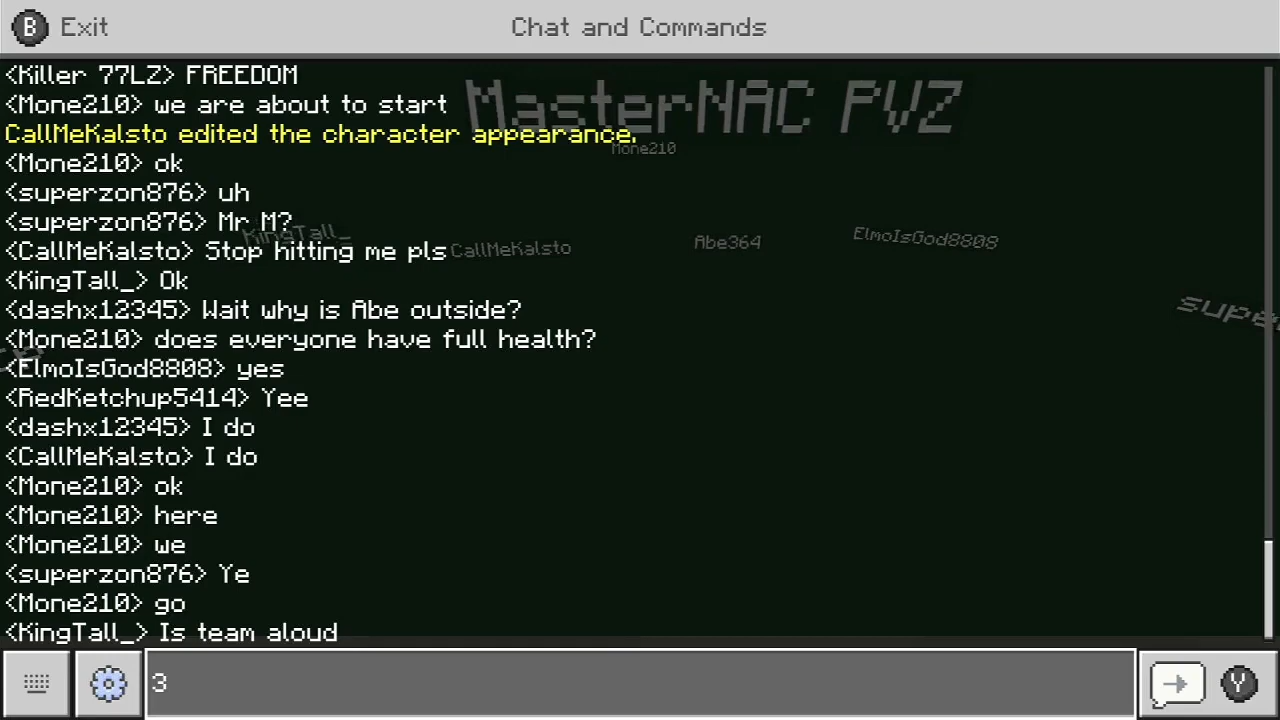 B Exit
Chat and Commands
<Killer 77LZ> FREEDOM
MasterNAC PVZ
<Mone210> we are about to start
CallMeKalsto edited the character appearance.
Mone210
<Mone210> ok
<superzon876> uh
<superzon876> Mr M?
KingTall_
<CallMeKalsto> Stop hitting me pls
CallMeKalsto
Abe364
ElmoIsGod8808
<KingTall_> Ok
<dashx12345> Wait why is Abe outside?
supe
<Mone210> does everyone have full health?
<ElmoIsGod8808> yes
<RedKetchup5414> Yee
<dashx12345> I do
<CallMeKalsto> I do
<Mone210> ok
<Mone210> here
<Mone210> we
<superzon876> Ye
<Mone210> go
<KingTall_> Is team aloud
3
Y